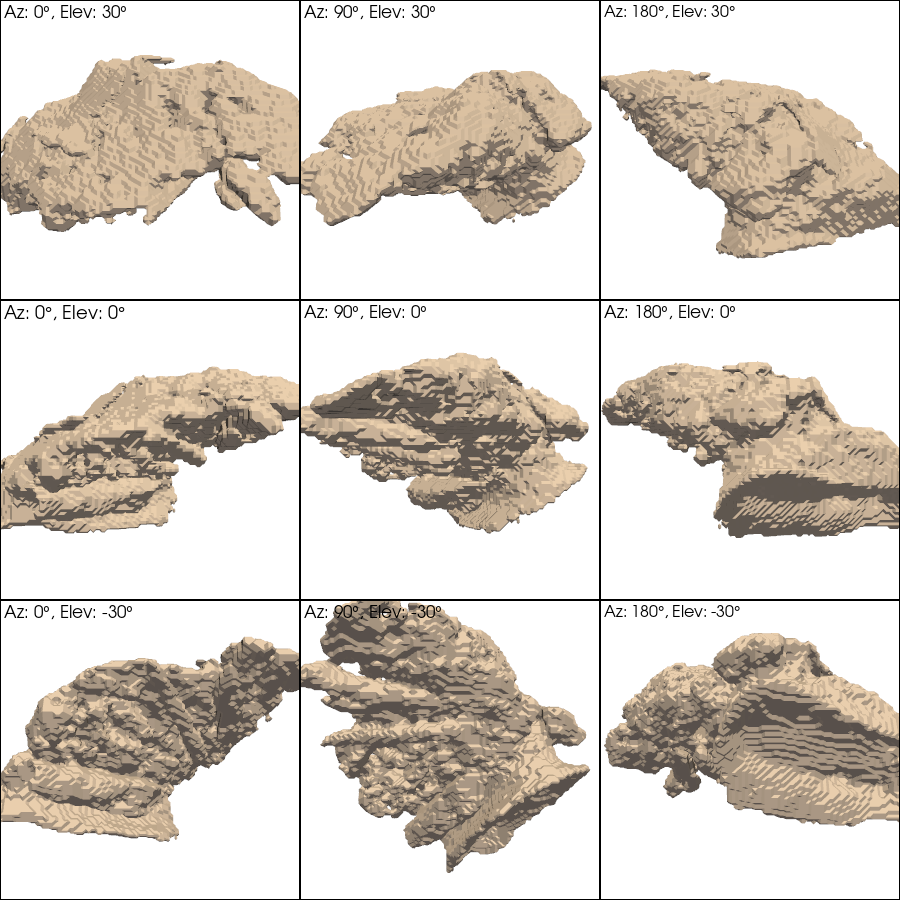 Az: 0°, Elev: 30°
Az: 90°, Elev: 30°
Az: 180°, Elev: 30°
Az: 0°, Elev: 0°
Az: 90°, Elev: 0°
Az: 180°, Elev: 0°
Az: 0°, Elev: -30°
Az: 90°, Elev: -30°
Az: 180°, Elev: -30°